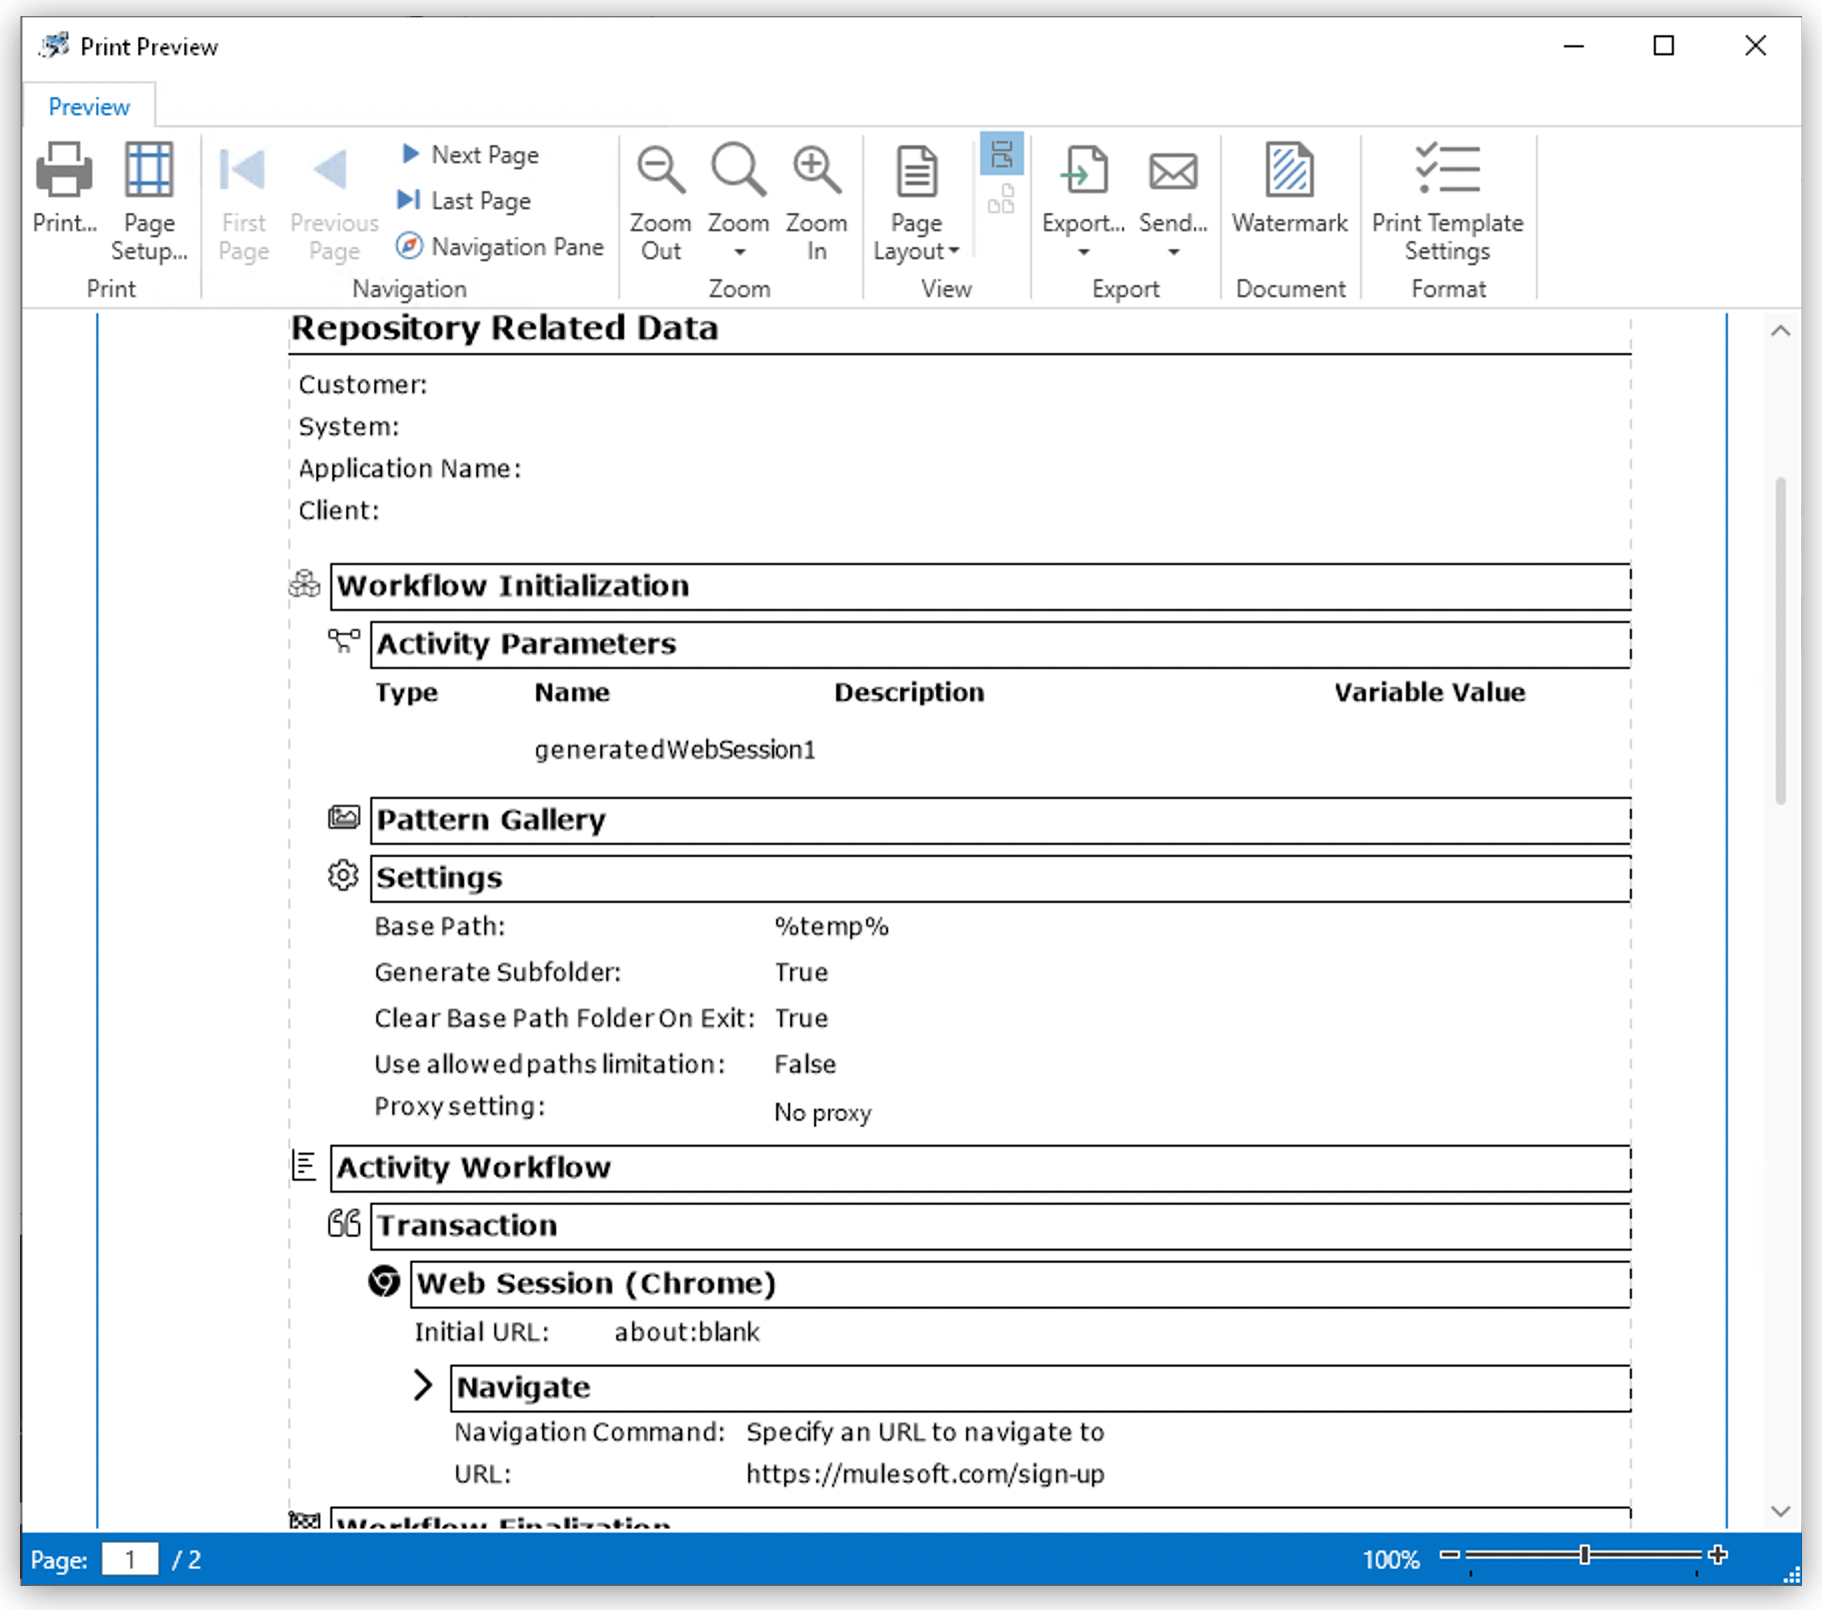 Print Preview
Preview
Print...
Page Setup...
Print
First Page
Previous Page
Next Page
Last Page
Navigation Pane
Navigation
Zoom Out
Zoom
Zoom In
Zoom
Page Layout
View
Export...
Send...
Export
Watermark
Document
Print Template Settings
Format
Repository Related Data
Customer:
System:
Application Name:
Client:
Workflow Initialization
Activity Parameters
Type Name Description Variable Value
generatedWebSession1
Pattern Gallery
Settings
Base Path: %temp%
Generate Subfolder: True
Clear Base Path Folder On Exit: True
Use allowed paths limitation: False
Proxy setting: No proxy
Activity Workflow
Transaction
Web Session (Chrome)
Initial URL: about:blank
Navigate
Navigation Command: Specify an URL to navigate to
URL: https://mulesoft.com/sign-up
Workflow Finalization
Page: 1 / 2
100%